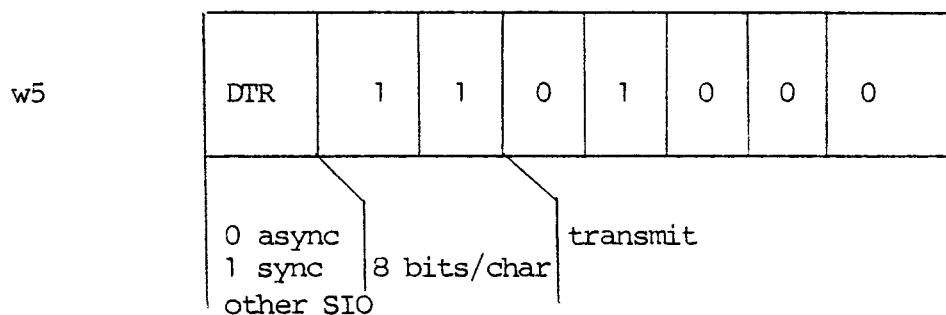 w5 DTR 1 1 0 1 0 0 0
0 async transmit
1 sync 8 bits/char
other SIO